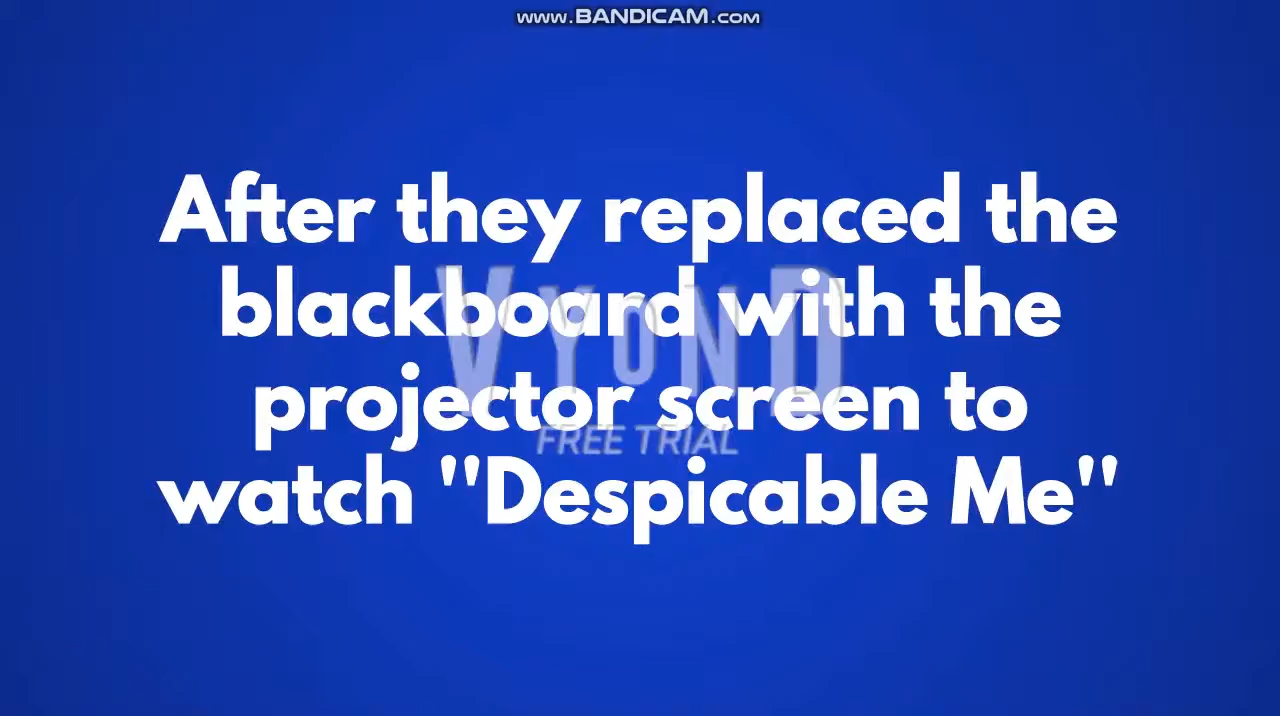 www.BANDICAM.com
After they replaced the
blackboard with the
projector screen to
watch "Despicable Me"
VYOND
FREE TRIAL